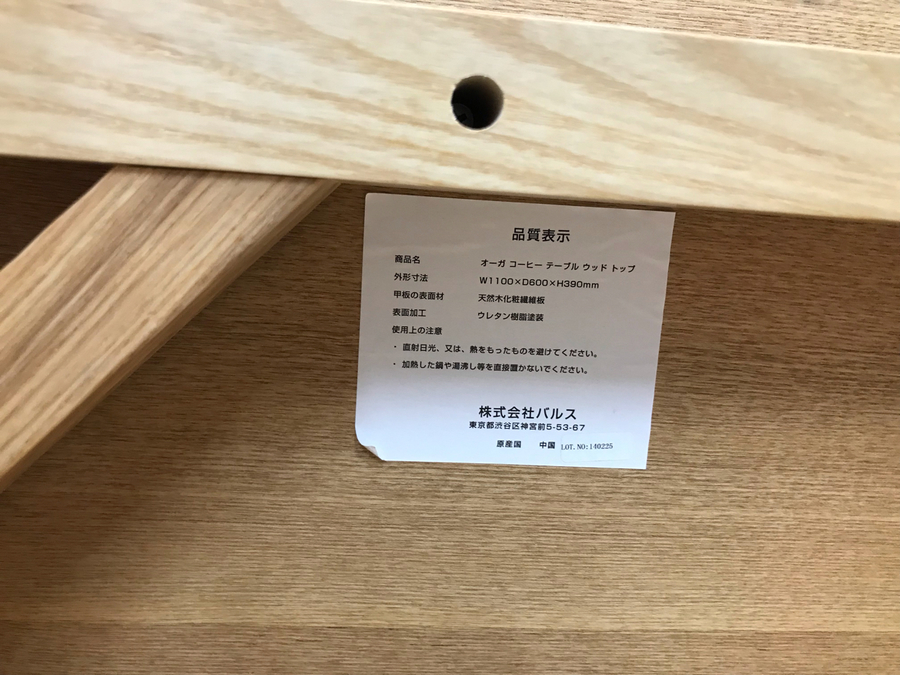 品質表示
商品名 オーガ コーヒー テーブル ウッド トップ
外形寸法 W1100×D600×H390mm
甲板の表面材 天然木化粧繊維板
表面加工 ウレタン樹脂塗装
使用上の注意
・ 直射日光、又は、熱をもったものを避けてください。
・ 加熱した鍋や湯沸し等を直接置かないでください。
株式会社バルス
東京都渋谷区神宮前5-53-67
原産国 中国 LOT.NO:140225